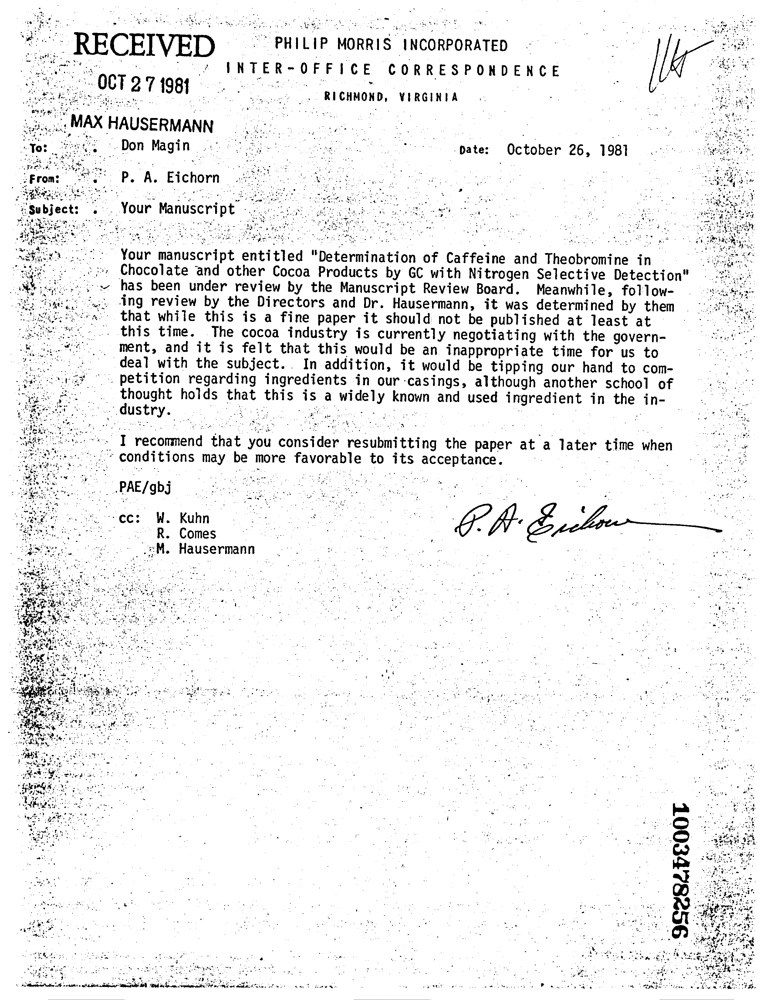 RECEIVED
OCT 27 1981
MAX HAUSERMANN
PHILIP MORRIS INCORPORATED
INTER-OFFICE CORRESPONDENCE
RICHMOND, VIRGINIA
To: Don Magin
Date: October 26, 1981
From: P. A. Eichorn
Subject: Your Manuscript
Your manuscript entitled "Determination of Caffeine and Theobromine in
Chocolate and other Cocoa Products by GC with Nitrogen Selective Detection"
has been under review by the Manuscript Review Board. Meanwhile, follow-
ing review by the Directors and Dr. Hausermann, it was determined by them
that while this is a fine paper it should not be published at least at
this time. The cocoa industry is currently negotiating with the govern-
ment, and it is felt that this would be an inappropriate time for us to
deal with the subject. In addition, it would be tipping our hand to com-
petition regarding ingredients in our casings, although another school of
thought holds that this is a widely known and used ingredient in the in-
dustry.
I recommend that you consider resubmitting the paper at a later time when
conditions may be more favorable to its acceptance.
PAE/gbj
cc: W. Kuhn
R. Comes
M. Hausermann
P. A. Eichorn
1003478256